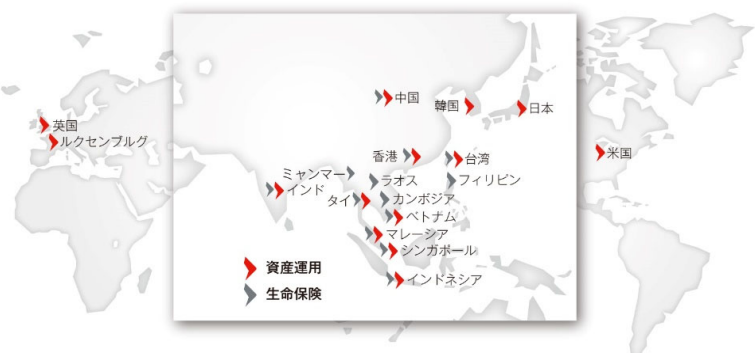 英国
ルクセンブルグ
中国
韓国
日本
香港
台湾
ミャンマー
ラオス
フィリピン
インド
タイ
カンボジア
ベトナム
マレーシア
シンガポール
インドネシア
米国
資産運用
生命保険